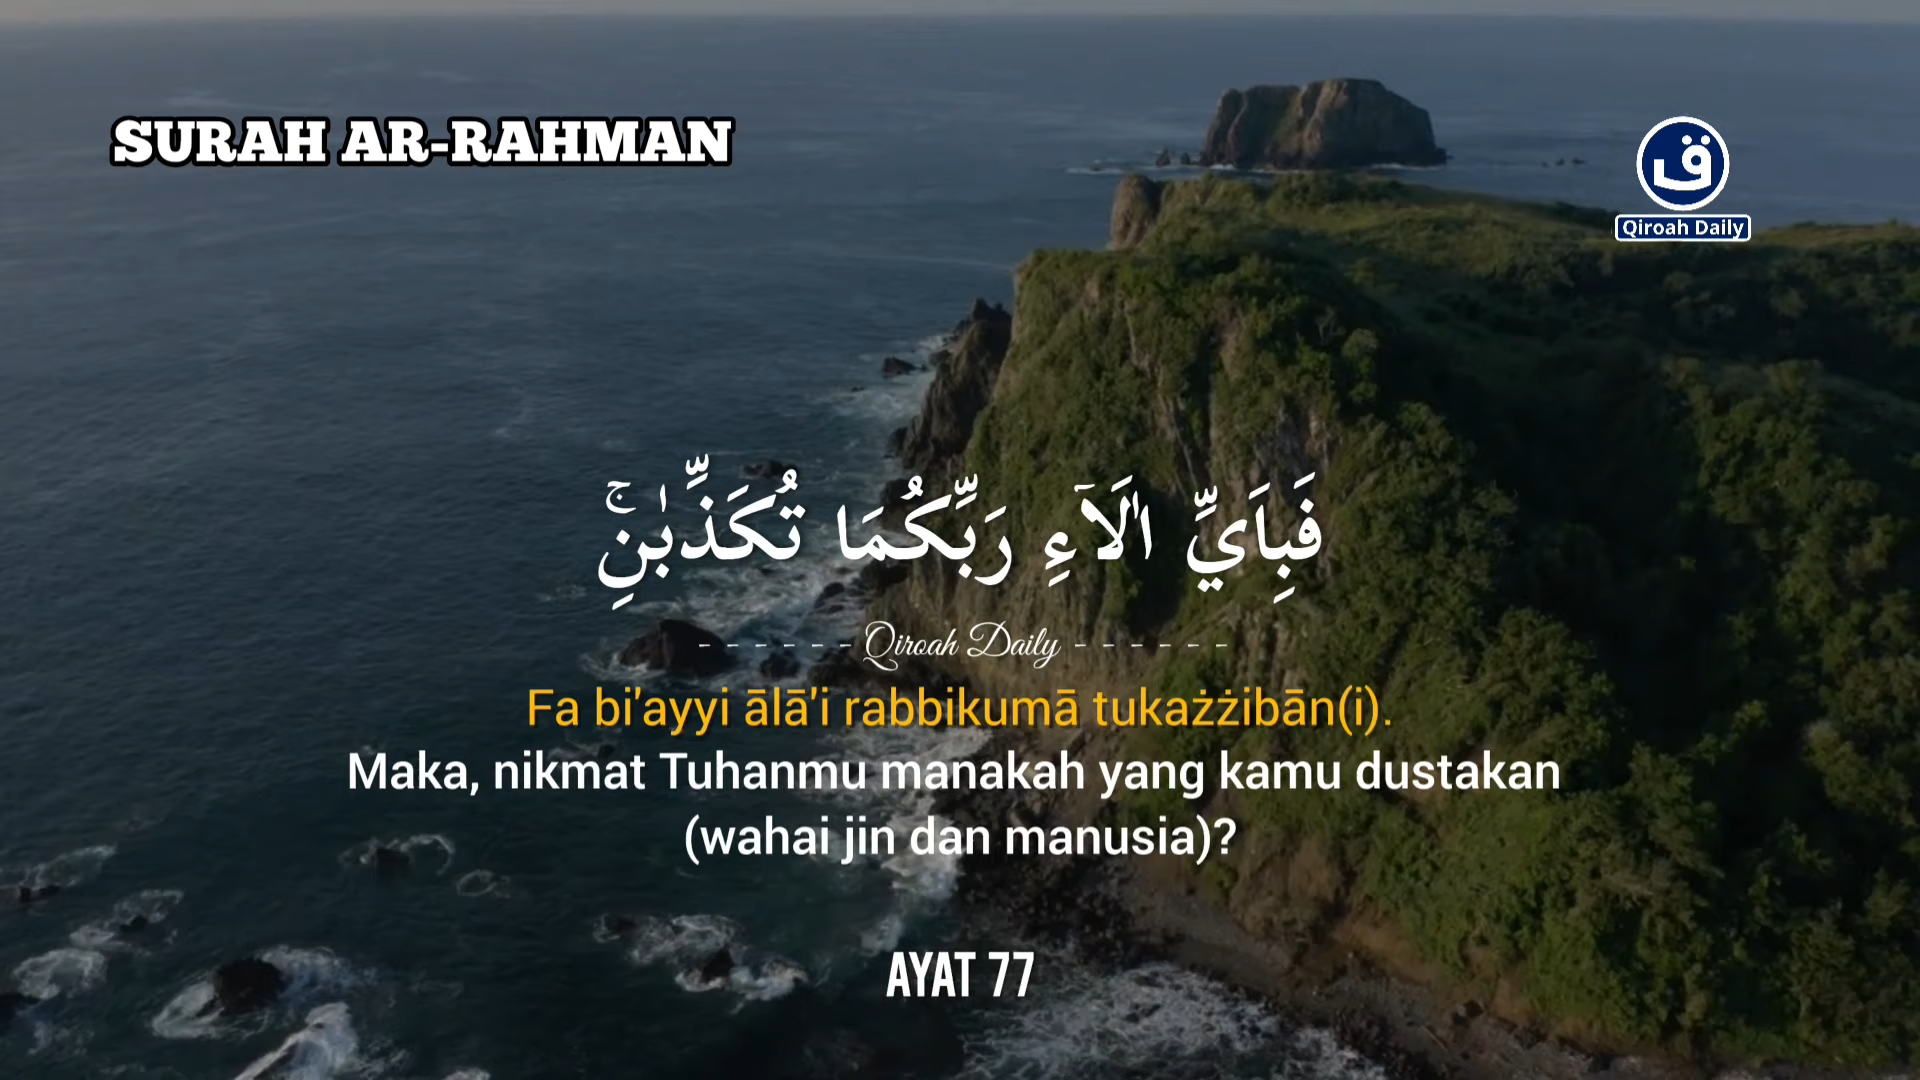 SURAH AR-RAHMAN
ق
Qiroah Daily
فَبِاَيِّ اٰلَاۤءِ رَبِّكُمَا تُكَذِّبٰنِۚ
------Qiroah Daily------
Fa bi'ayyi ālā'i rabbikumā tukażżibān(i).
Maka, nikmat Tuhanmu manakah yang kamu dustakan
(wahai jin dan manusia)?
AYAT 77